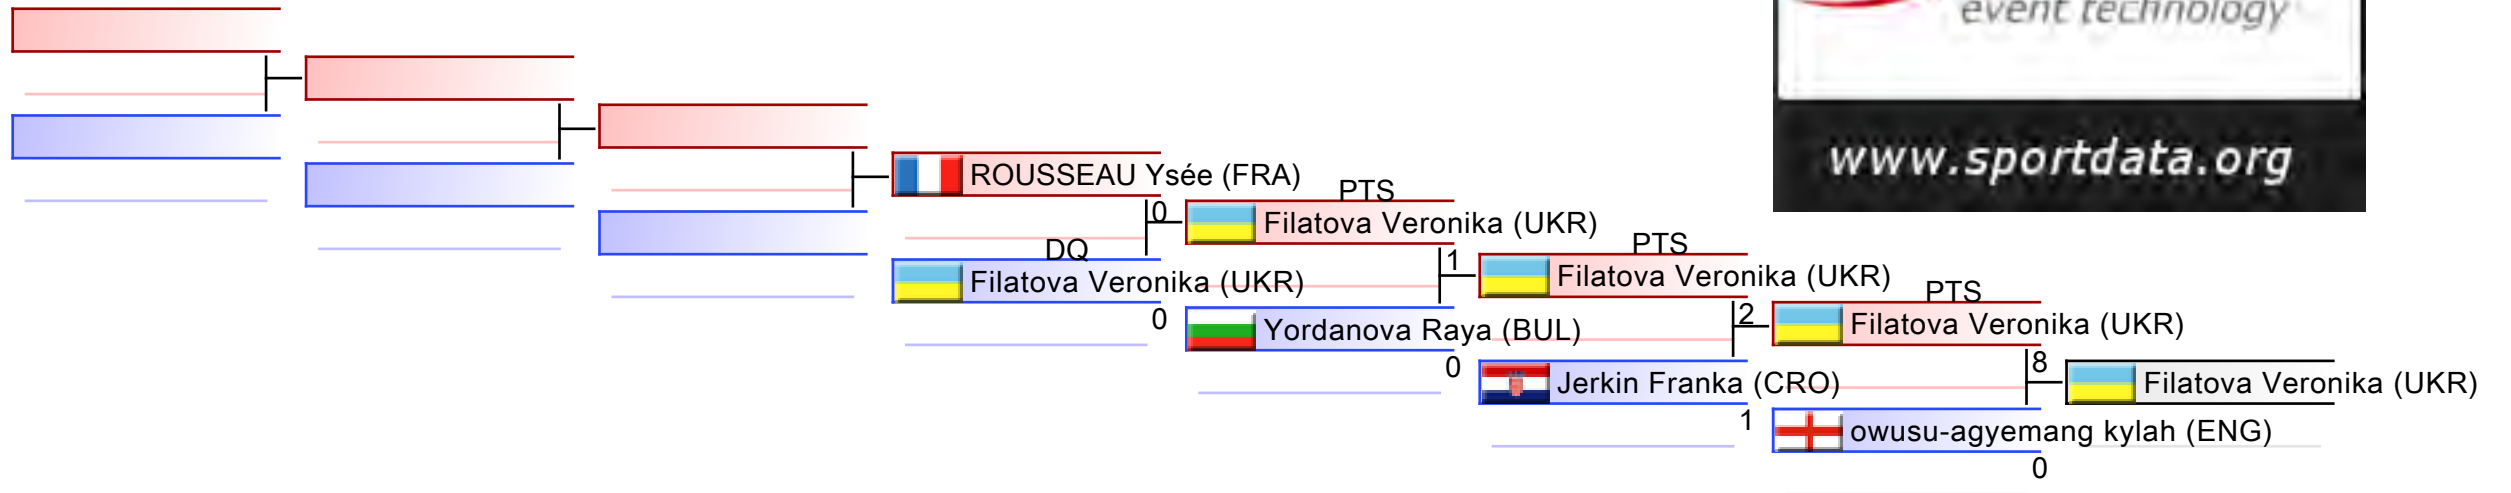 event technology
www.sportdata.org
ROUSSEAU Ysée (FRA)
0
DQ
Filatova Veronika (UKR)
0
PTS
Filatova Veronika (UKR)
1
Yordanova Raya (BUL)
0
PTS
Filatova Veronika (UKR)
2
Jerkin Franka (CRO)
1
PTS
Filatova Veronika (UKR)
8
owusu-agyemang kylah (ENG)
0
Filatova Veronika (UKR)